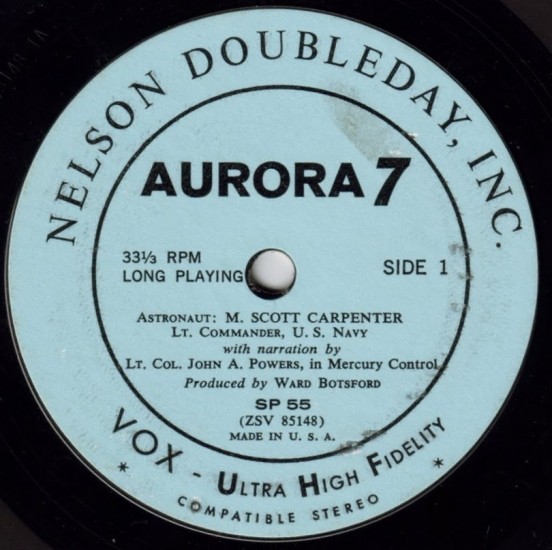 NELSON DOUBLEDAY, INC.
AURORA 7
33⅓ RPM
LONG PLAYING
SIDE 1
ASTRONAUT: M. SCOTT CARPENTER
LT. COMMANDER, U. S. NAVY
with narration by
LT. COL. JOHN A. POWERS, in MERCURY CONTROL
Produced by WARD BOTSFORD
SP 55
(ZSV 85148)
MADE IN U. S. A.
VOX - ULTRA HIGH FIDELITY
* COMPATIBLE STEREO *